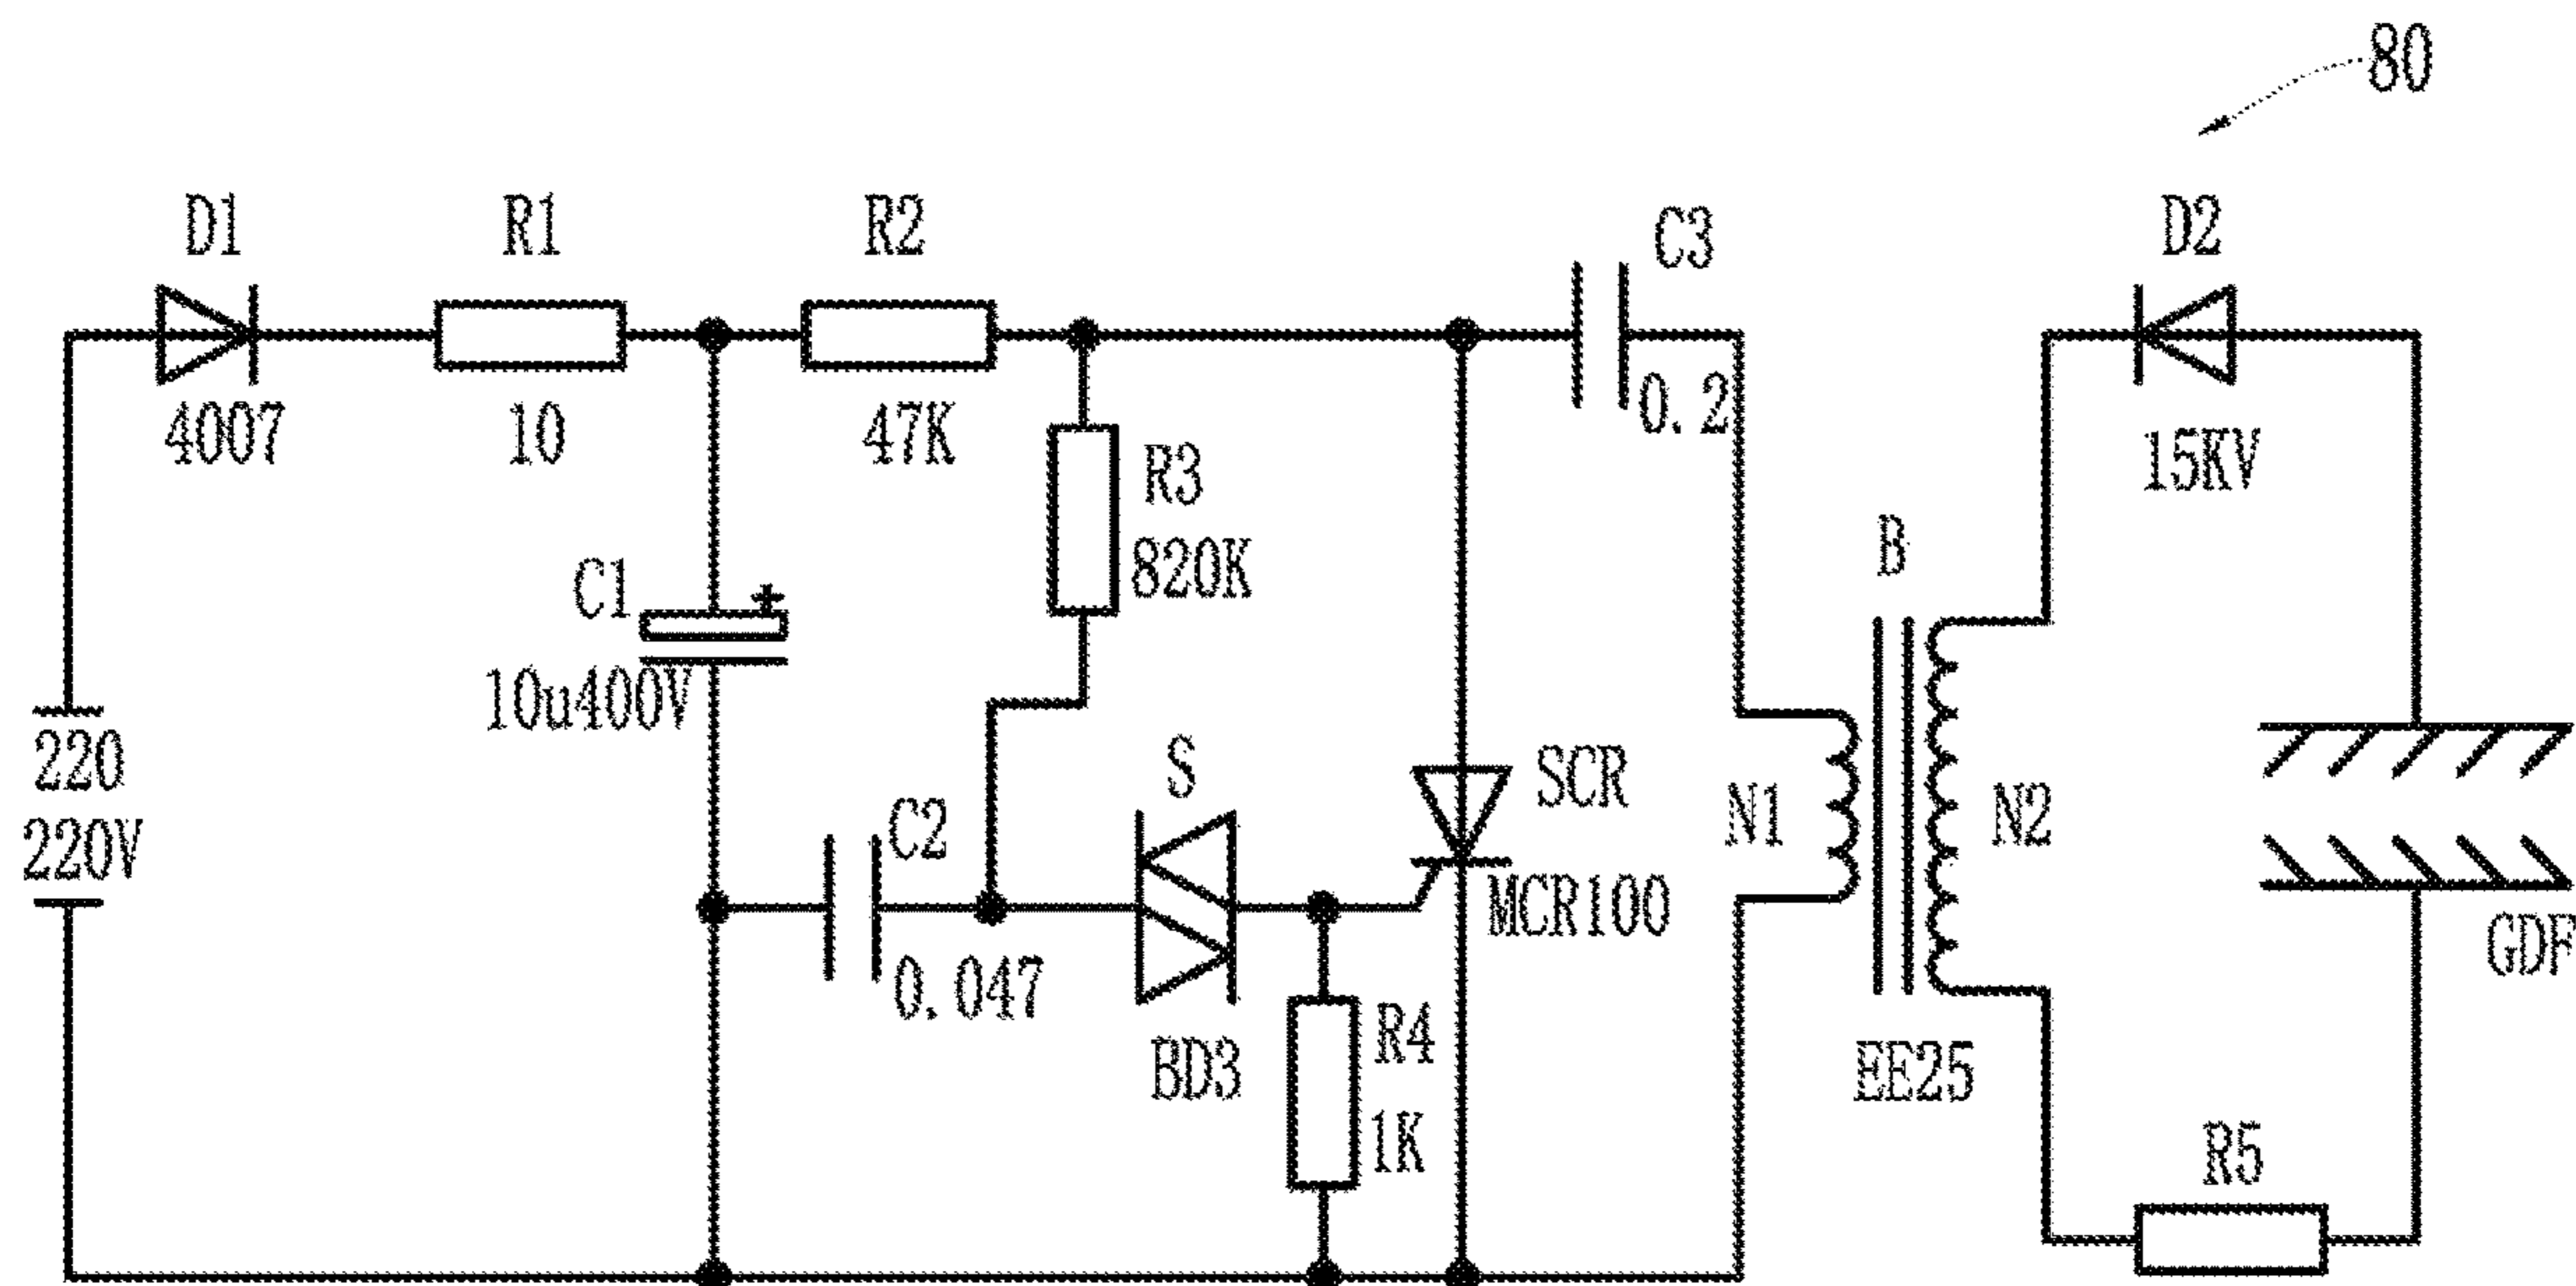 80
D1
R1
R2
C3
D2
4007
10
47K
0.2
15KV
R3
820K
C1
+
10u400V
B
220
220V
S
C2
SCR
MCR100
N1
N2
0.047
BD3
R4
1K
EE25
GDF
R5